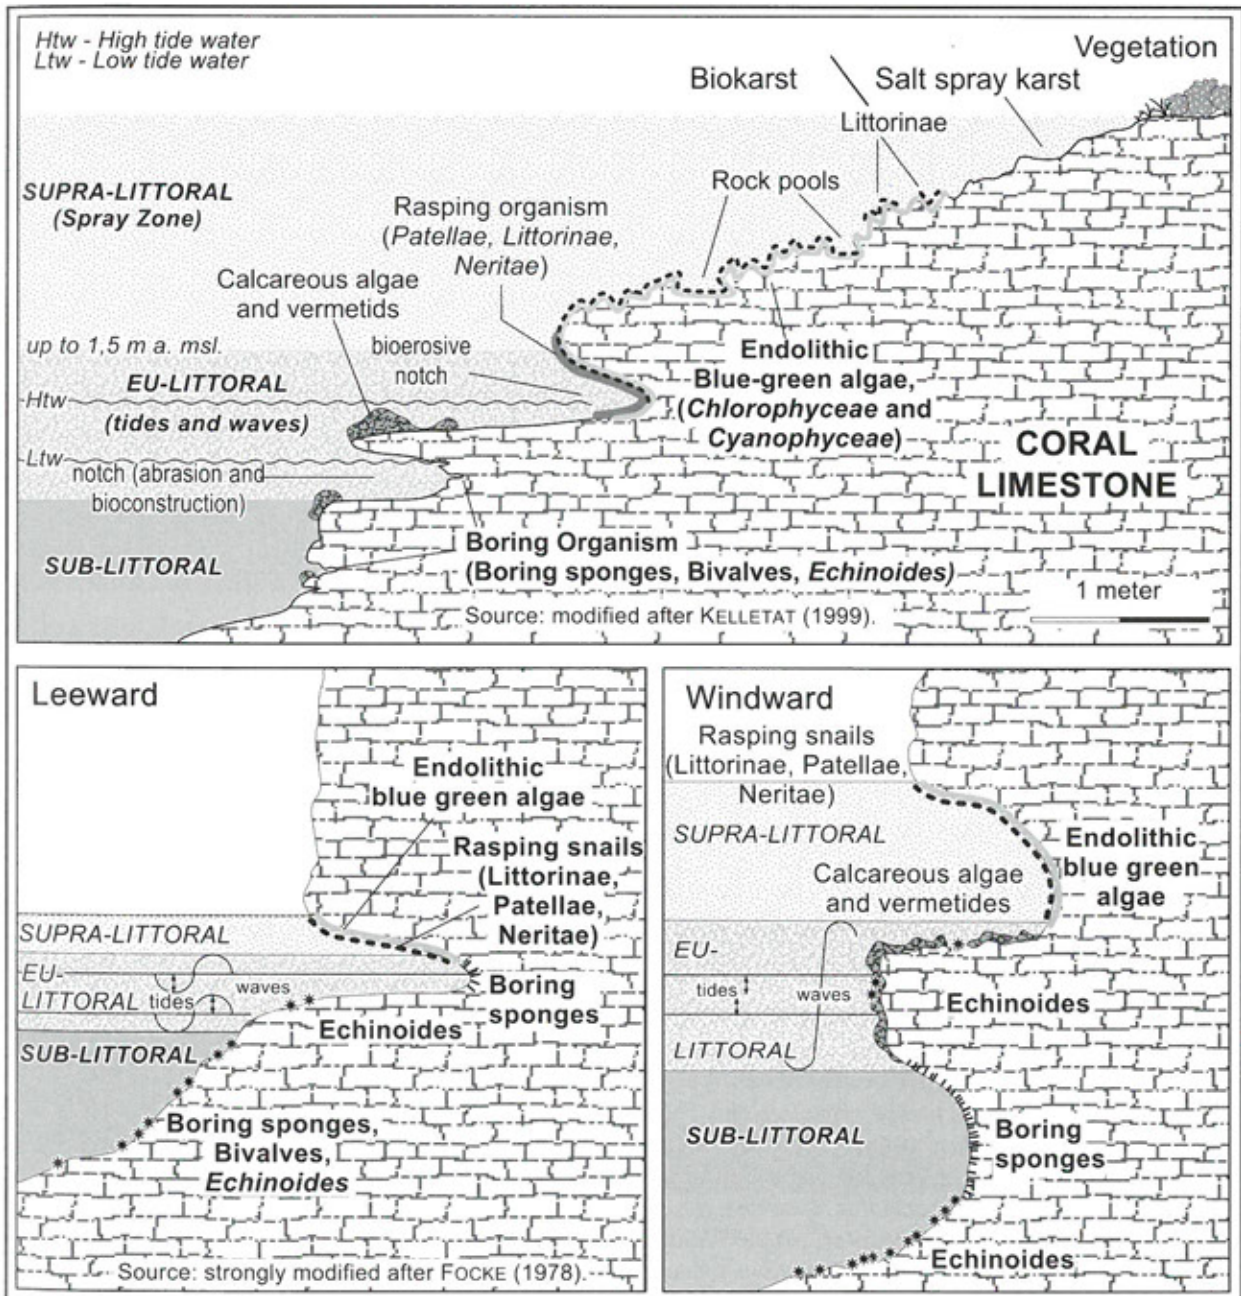 Htw - High tide water
Ltw - Low tide water
Vegetation
Biokarst
Salt spray karst
Littorinae
Rock pools
SUPRA-LITTORAL
(Spray Zone)
Rasping organism
(Patellae, Littorinae,
Neritae)
Calcareous algae
and vermetids
up to 1,5 m a. msl.
bioerosive
notch
EU-LITTORAL
Htw
(tides and waves)
Ltw
notch (abrasion and
bioconstruction)
Endolithic
Blue-green algae,
(Chlorophyceae and
Cyanophyceae)
CORAL
LIMESTONE
SUB-LITTORAL
Boring Organism
(Boring sponges, Bivalves, Echinoides)
1 meter
Source: modified after KELLETAT (1999).
Leeward
Endolithic
blue green algae
Rasping snails
(Littorinae,
Patellae,
Neritae)
SUPRA-LITTORAL
EU-
LITTORAL
tides
waves
Boring
sponges
Echinoides
SUB-LITTORAL
Boring sponges,
Bivalves,
Echinoides
Source: strongly modified after FOCKE (1978).
Windward
Rasping snails
(Littorinae, Patellae,
Neritae)
SUPRA-LITTORAL
Endolithic
blue green
algae
Calcareous algae
and vermetides
EU-
tides
waves
Echinoides
LITTORAL
SUB-LITTORAL
Boring
sponges
Echinoides